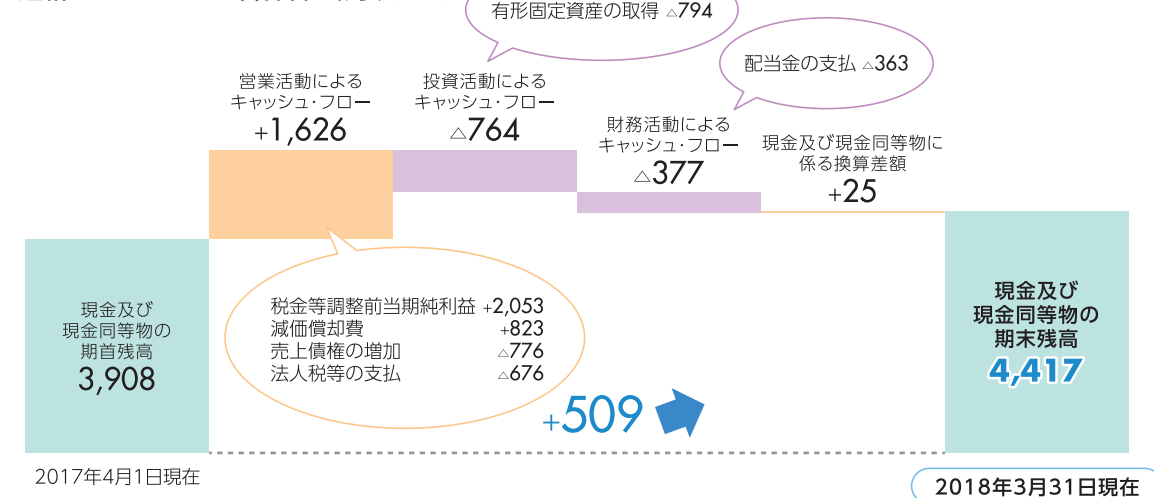 有形固定資産の取得 △794
配当金の支払 △363
営業活動による
キャッシュ・フロー
+1,626
投資活動による
キャッシュ・フロー
△764
財務活動による
キャッシュ・フロー
△377
現金及び現金同等物に
係る換算差額
+25
現金及び
現金同等物の
期首残高
3,908
税金等調整前当期純利益 +2,053
減価償却費 +823
売上債権の増加 △776
法人税等の支払 △676
+509
現金及び
現金同等物の
期末残高
4,417
2017年4月1日現在
2018年3月31日現在